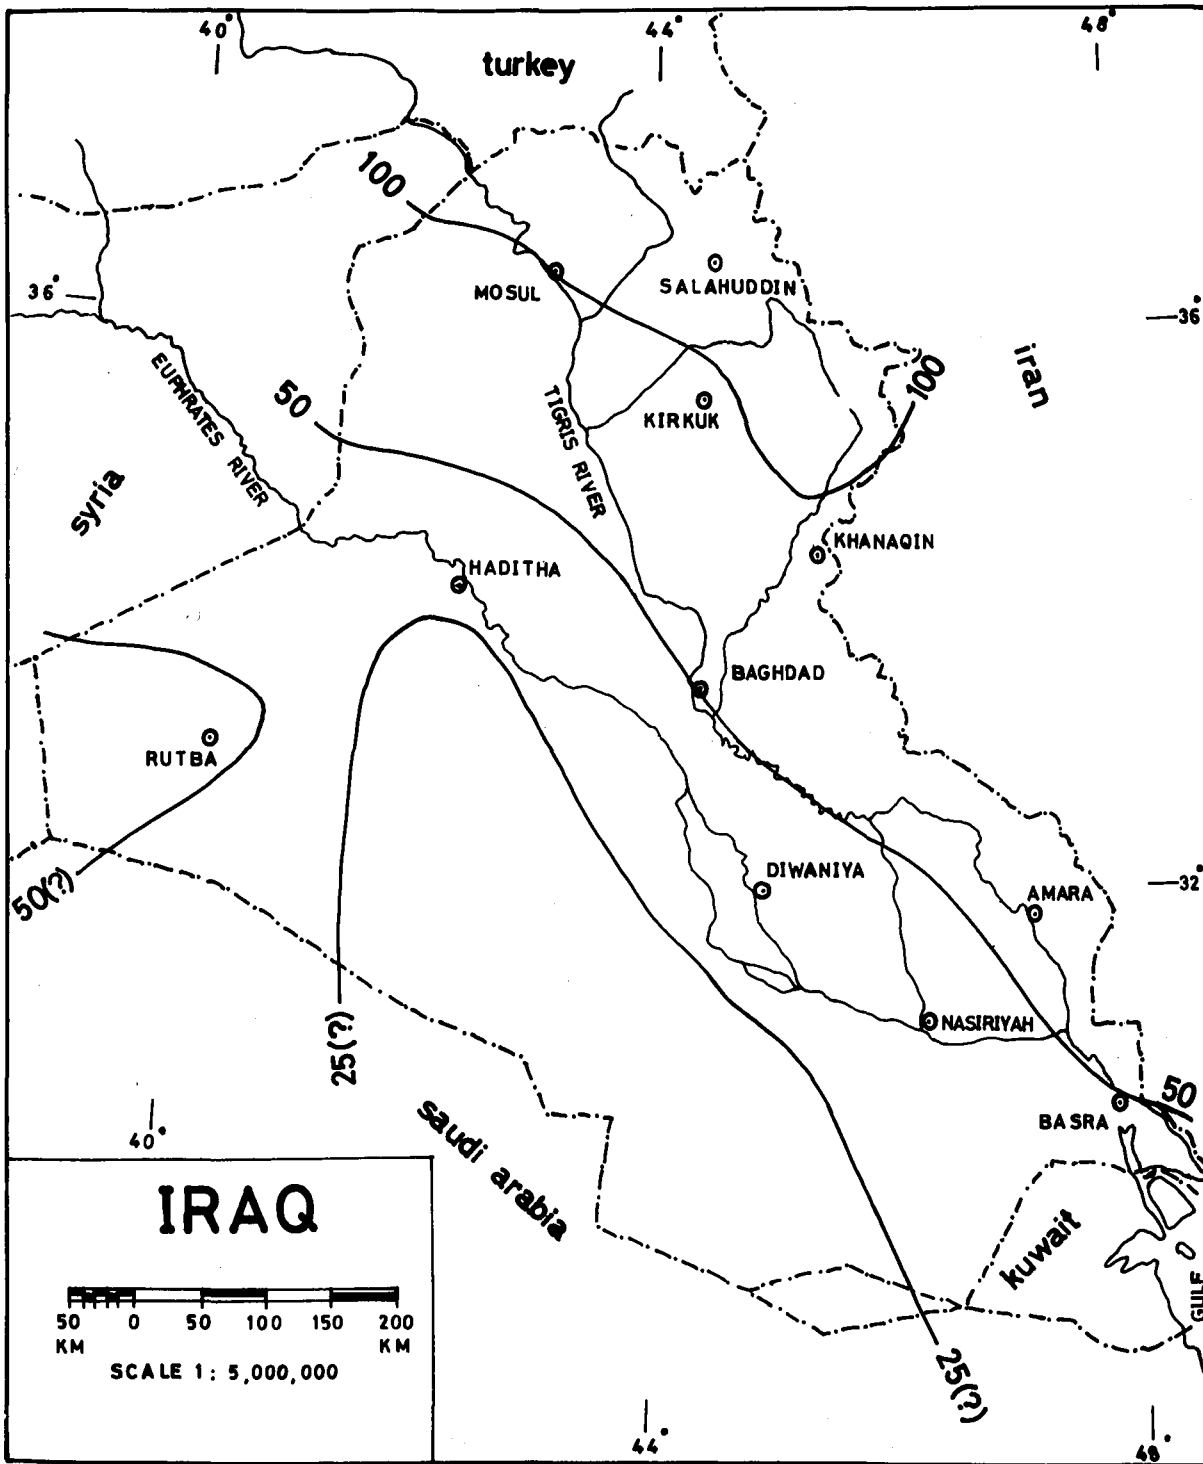 40°
44°
48°
turkey
100
MOSUL
SALAHUDDIN
36°
36°
iran
100
EUPHRATES RIVER
50
TIGRIS RIVER
KIRKUK
syria
KHANAQIN
HADITHA
BAGHDAD
RUTBA
DIWANIYA
AMARA
32°
50(?)
NASIRIYAH
25(?)
50
BASRA
40°
saudi arabia
IRAQ
kuwait
GULF
50 0 50 100 150 200
KM KM
SCALE 1: 5,000,000
25(?)
44°
48°